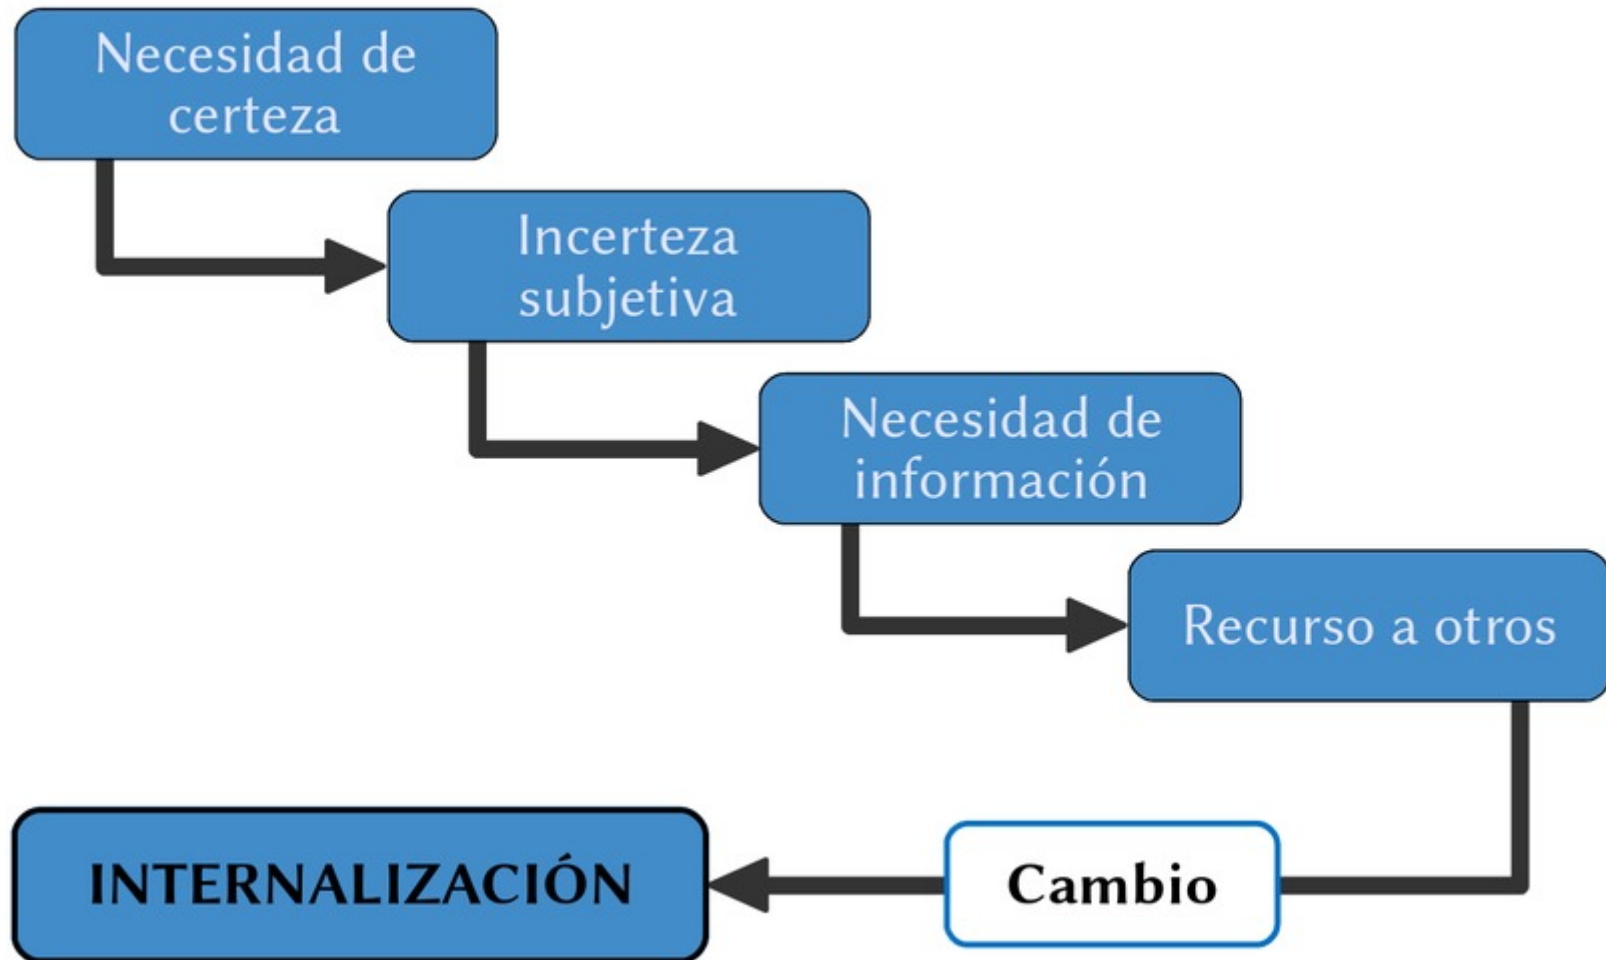 Necesidad de
certeza
Incerteza
subjetiva
Necesidad de
información
Recurso a otros
INTERNALIZACIÓN
Cambio